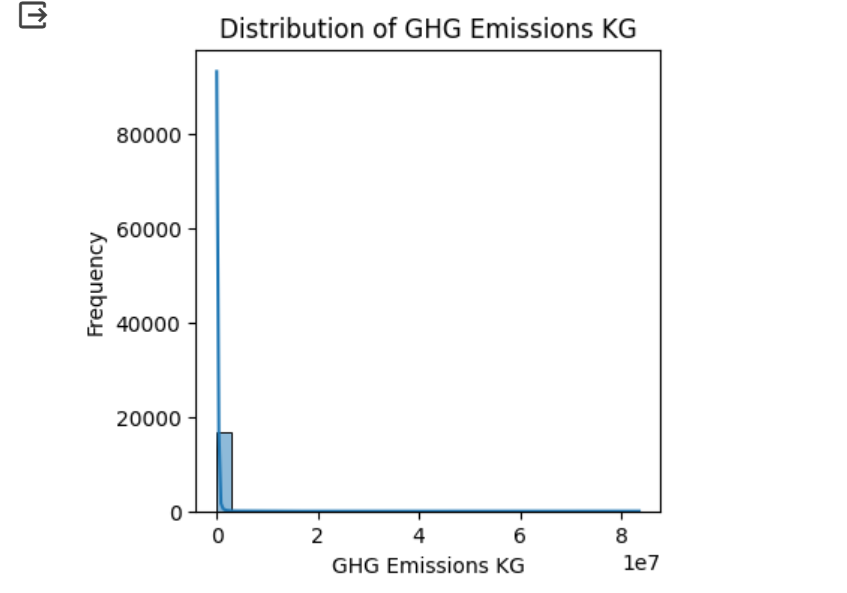 Distribution of GHG Emissions KG
80000
60000
40000
20000
0
Frequency
0 2 4 6 8
1e7
GHG Emissions KG